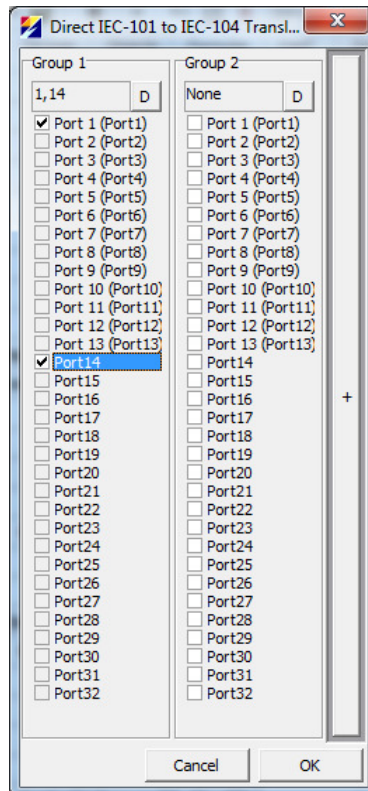 Direct IEC-101 to IEC-104 Transl...
Group 1
1,14
D
Port 1 (Port1)
Port 2 (Port2)
Port 3 (Port3)
Port 4 (Port4)
Port 5 (Port5)
Port 6 (Port6)
Port 7 (Port7)
Port 8 (Port8)
Port 9 (Port9)
Port 10 (Port10)
Port 11 (Port11)
Port 12 (Port12)
Port 13 (Port13)
Port14
Port15
Port16
Port17
Port18
Port19
Port20
Port21
Port22
Port23
Port24
Port25
Port26
Port27
Port28
Port29
Port30
Port31
Port32
Group 2
None
D
Port 1 (Port1)
Port 2 (Port2)
Port 3 (Port3)
Port 4 (Port4)
Port 5 (Port5)
Port 6 (Port6)
Port 7 (Port7)
Port 8 (Port8)
Port 9 (Port9)
Port 10 (Port10)
Port 11 (Port11)
Port 12 (Port12)
Port 13 (Port13)
Port14
Port15
Port16
Port17
Port18
Port19
Port20
Port21
Port22
Port23
Port24
Port25
Port26
Port27
Port28
Port29
Port30
Port31
Port32
+
Cancel
OK